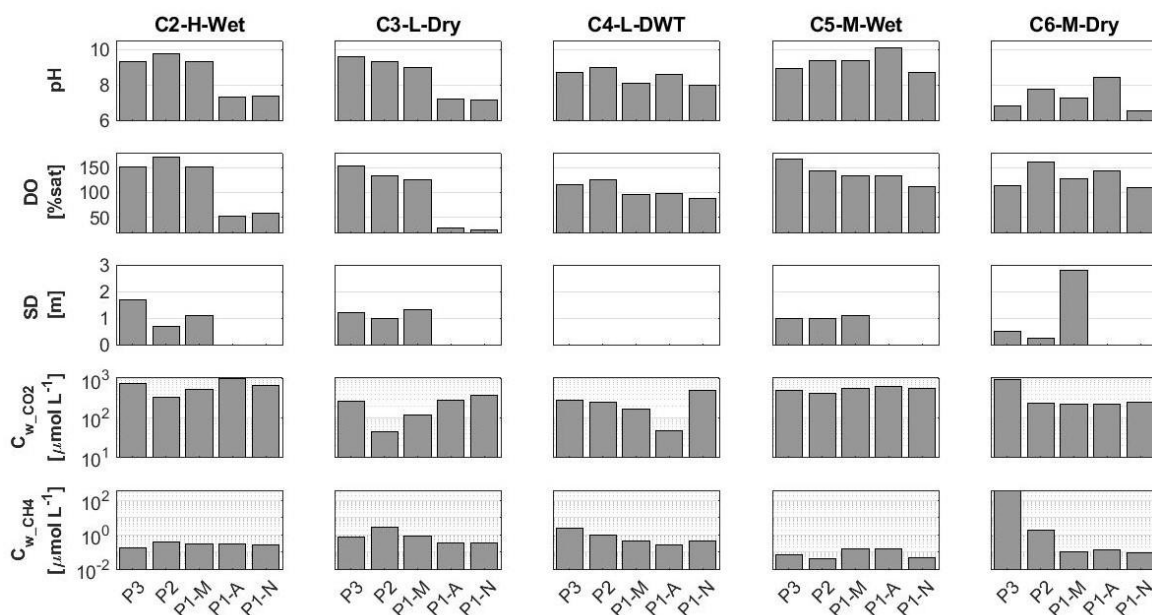 C2-H-Wet C3-L-Dry C4-L-DWT C5-M-Wet C6-M-Dry
pH
10
8
6
DO
[%sat]
150
100
50
SD
[m]
3
2
1
0
C_w_CO2
[μmol L⁻¹]
10³
10²
10¹
C_w_CH4
[μmol L⁻¹]
10²
10⁰
10⁻²
P3 P2 P1-M P1-A P1-N P3 P2 P1-M P1-A P1-N P3 P2 P1-M P1-A P1-N P3 P2 P1-M P1-A P1-N P3 P2 P1-M P1-A P1-N